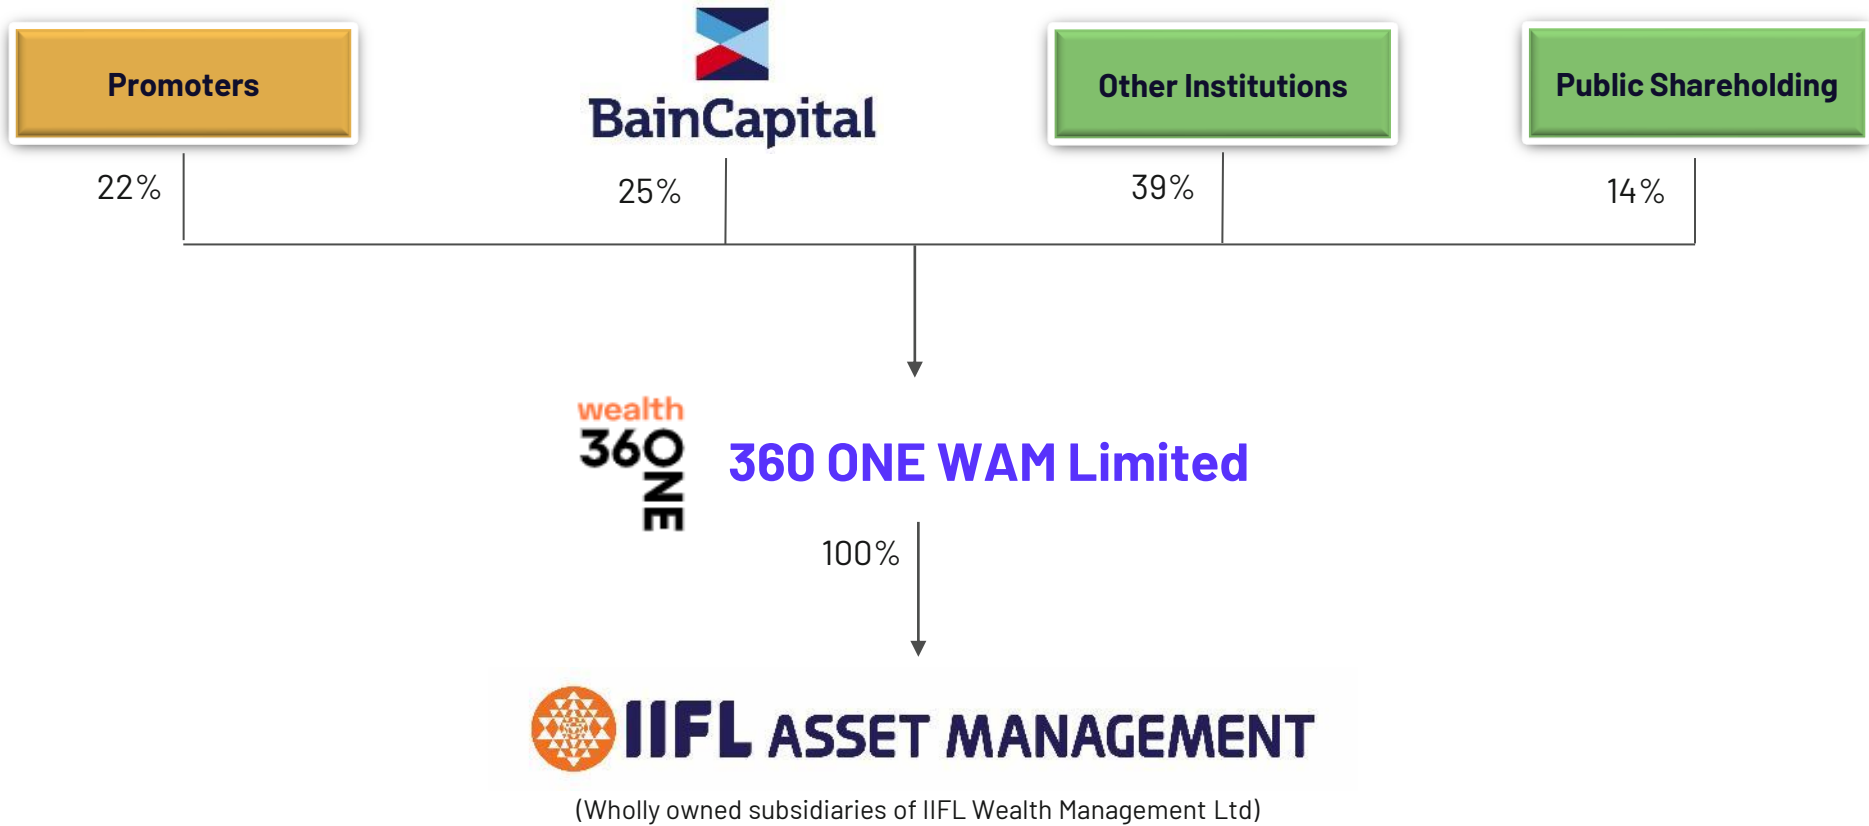 Promoters
BainCapital
Other Institutions
Public Shareholding
22%
25%
39%
14%
wealth
360
ONE
360 ONE WAM Limited
100%
IIFL ASSET MANAGEMENT
(Wholly owned subsidiaries of IIFL Wealth Management Ltd)